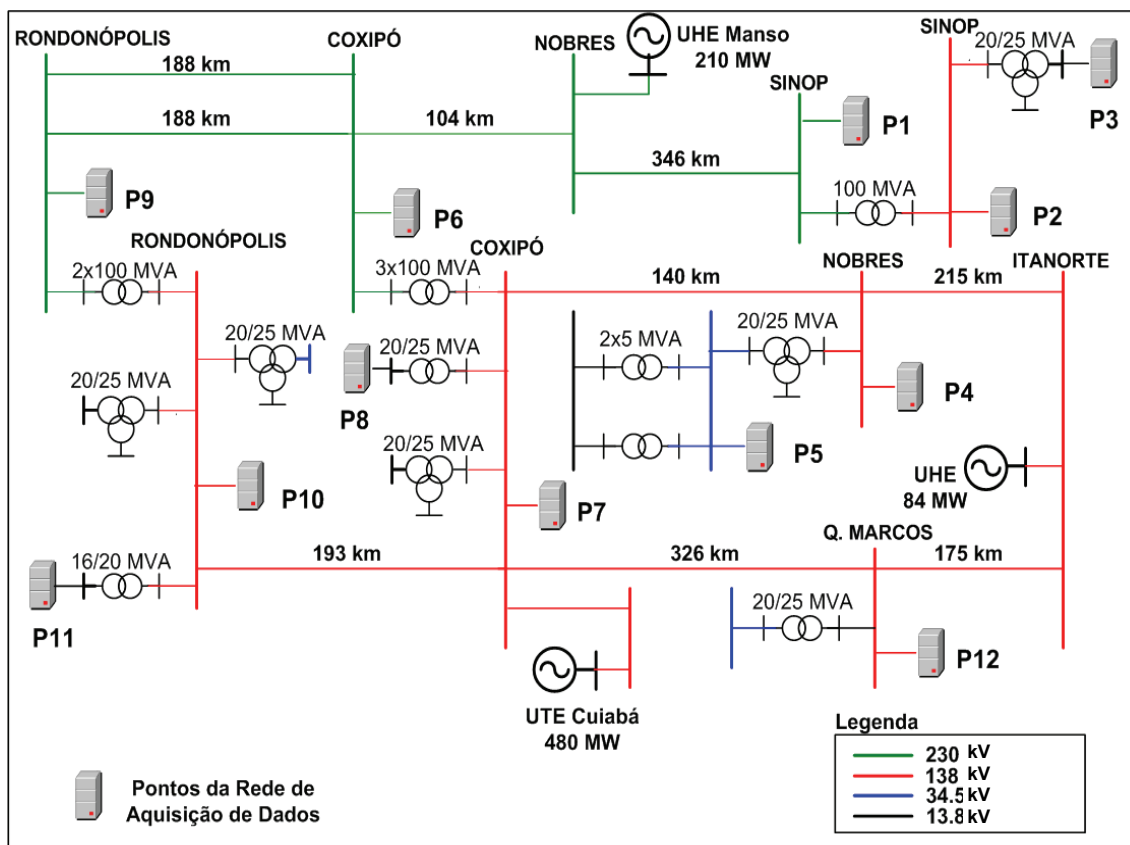 RONDONÓPOLIS
COXIPÓ
NOBRES
UHE Manso
210 MW
SINOP
20/25 MVA
P3
188 km
188 km
104 km
SINOP
P1
346 km
100 MVA
P2
P9
P6
RONDONÓPOLIS
COXIPÓ
NOBRES
ITANORTE
2x100 MVA
3x100 MVA
140 km
215 km
20/25 MVA
20/25 MVA
2x5 MVA
20/25 MVA
20/25 MVA
P8
P4
20/25 MVA
P5
P10
P7
UHE
84 MW
Q. MARCOS
16/20 MVA
193 km
326 km
175 km
P11
20/25 MVA
P12
UTE Cuiabá
480 MW
Legenda
230 kV
138 kV
34.5 kV
13.8 kV
Pontos da Rede de
Aquisição de Dados